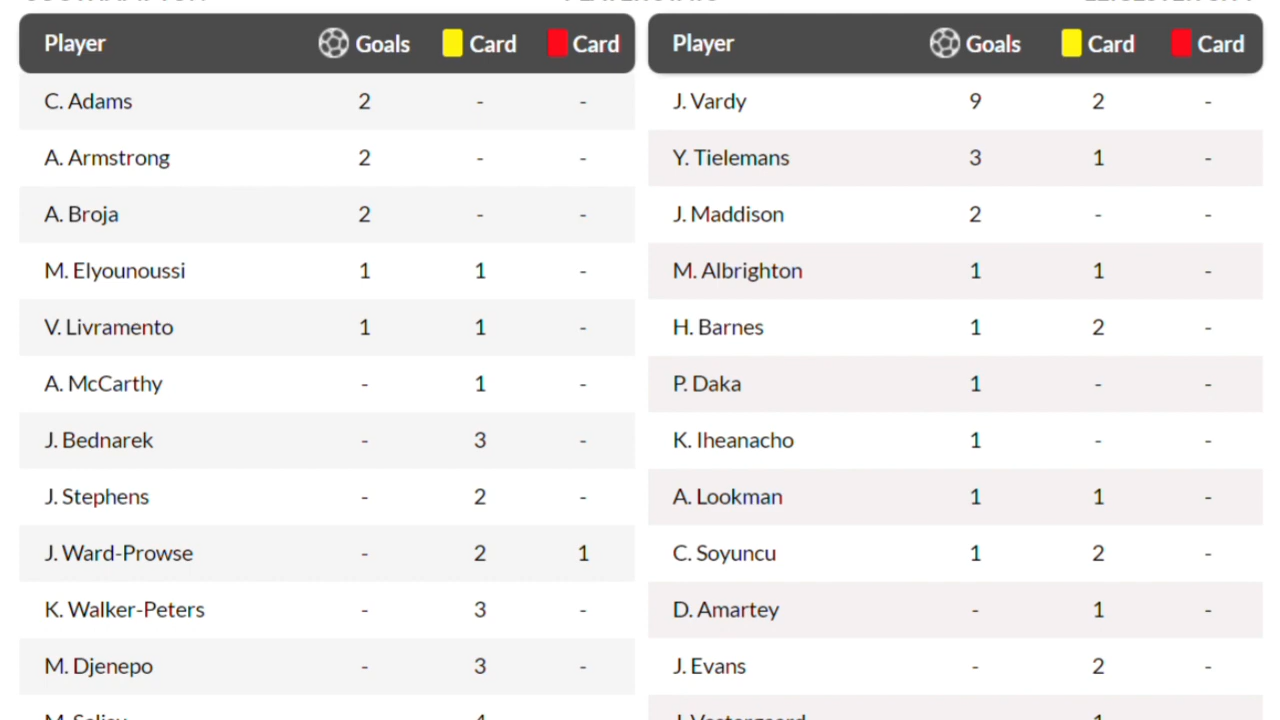 Player Goals Card Card
C. Adams 2 - -
A. Armstrong 2 - -
A. Broja 2 - -
M. Elyounoussi 1 1 -
V. Livramento 1 1 -
A. McCarthy - 1 -
J. Bednarek - 3 -
J. Stephens - 2 -
J. Ward-Prowse - 2 1
K. Walker-Peters - 3 -
M. Djenepo - 3 -
Player Goals Card Card
J. Vardy 9 2 -
Y. Tielemans 3 1 -
J. Maddison 2 - -
M. Albrighton 1 1 -
H. Barnes 1 2 -
P. Daka 1 - -
K. Iheanacho 1 - -
A. Lookman 1 1 -
C. Soyuncu 1 2 -
D. Amartey - 1 -
J. Evans - 2 -